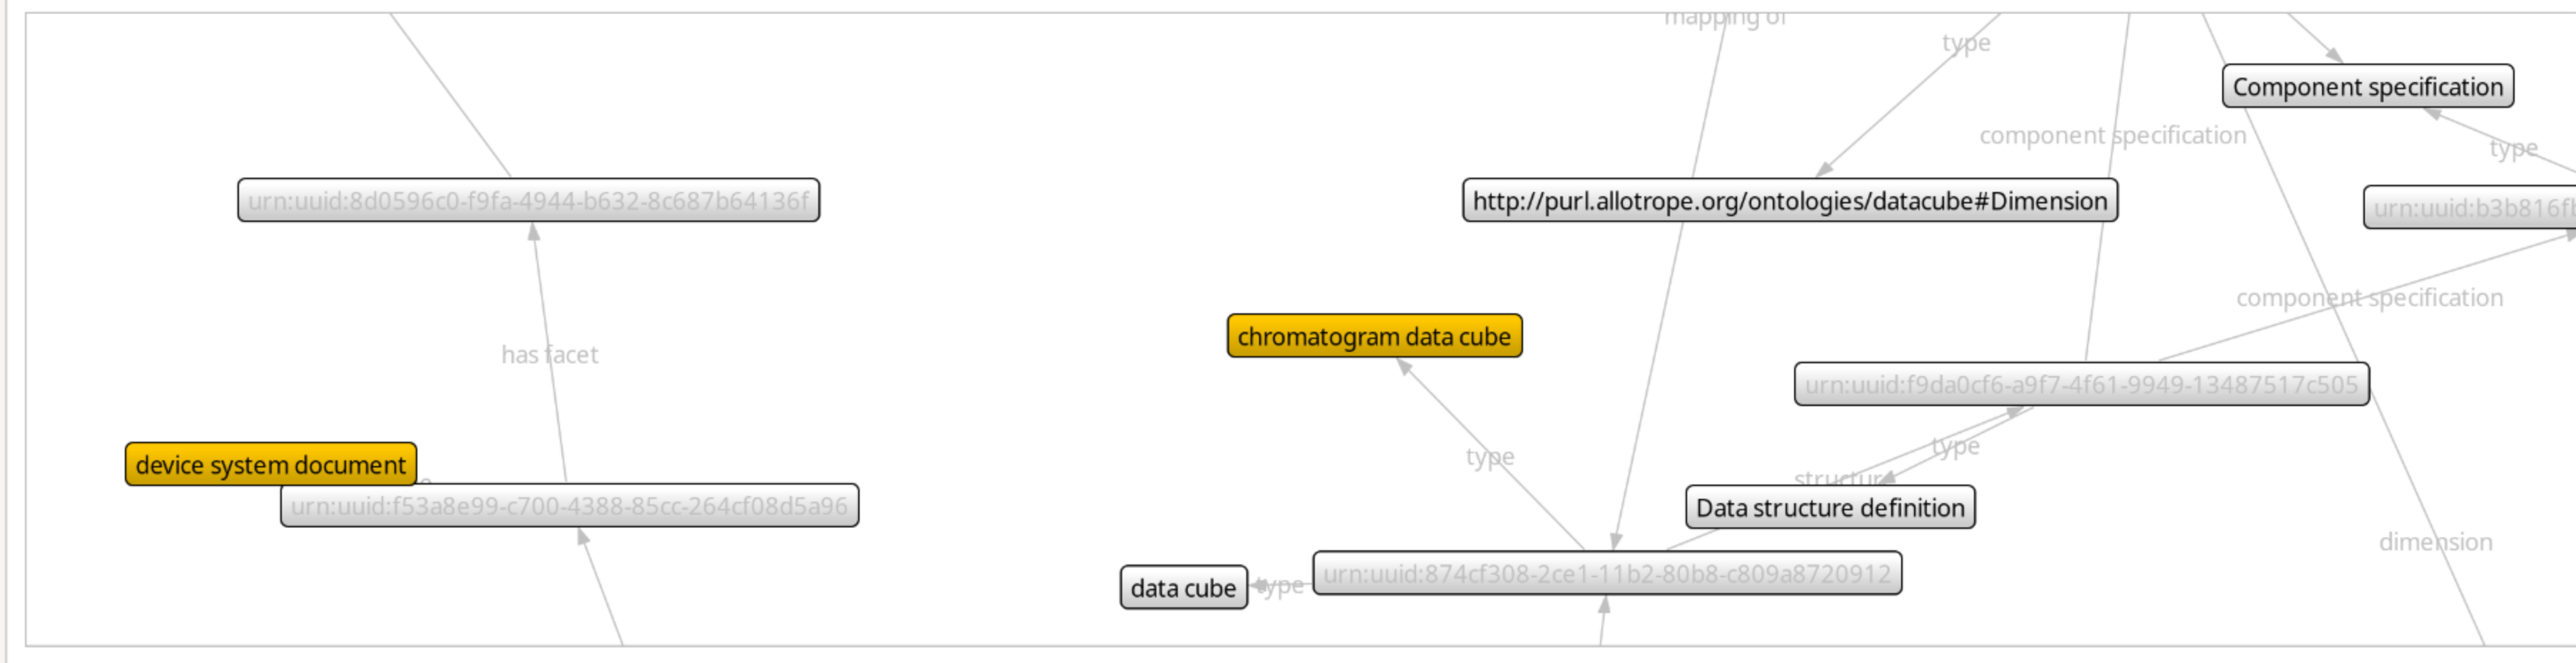 mapping of
type
Component specification
component specification
type
urn:uuid:8d0596c0-f9fa-4944-b632-8c687b64136f
http://purl.allotrope.org/ontologies/datacube#Dimension
urn:uuid:b3b816f
component specification
chromatogram data cube
has facet
urn:uuid:f9da0cf6-a9f7-4f61-9949-13487517c505
type
type
device system document
structur
urn:uuid:f53a8e99-c700-4388-85cc-264cf08d5a96
Data structure definition
dimension
urn:uuid:874cf308-2ce1-11b2-80b8-c809a8720912
data cube
type